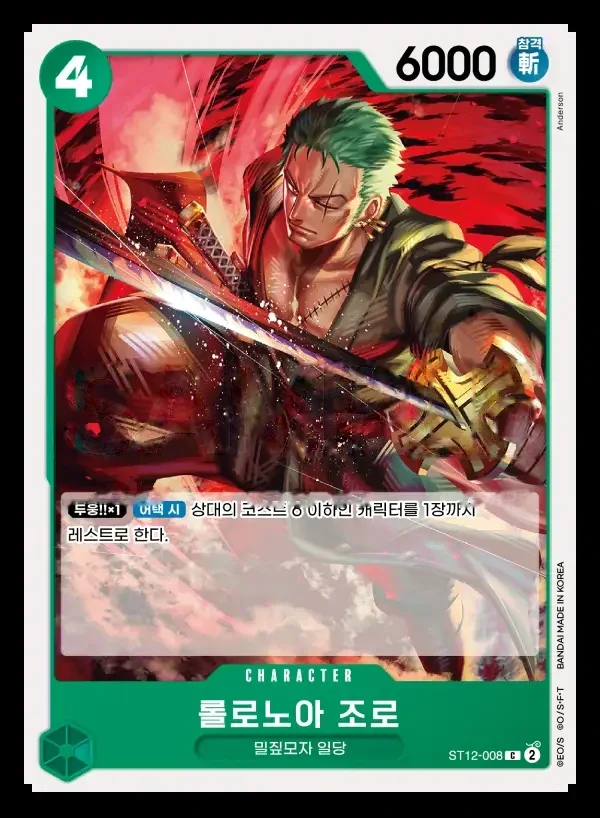 4
6000
참격
斬
Anderson
두웅!!×1 어택 시 상대의 코스트 6 이하인 캐릭터를 1장까지
레스트로 한다.
CHARACTER
롤로노아 조로
밀짚모자 일당
ST12-008 C 2
©EO/S ©O/S·F·T BANDAI MADE IN KOREA